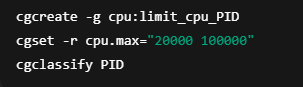 cgcreate -g cpu:limit_cpu_PID
cgset -r cpu.max="20000 100000"
cgclassify PID